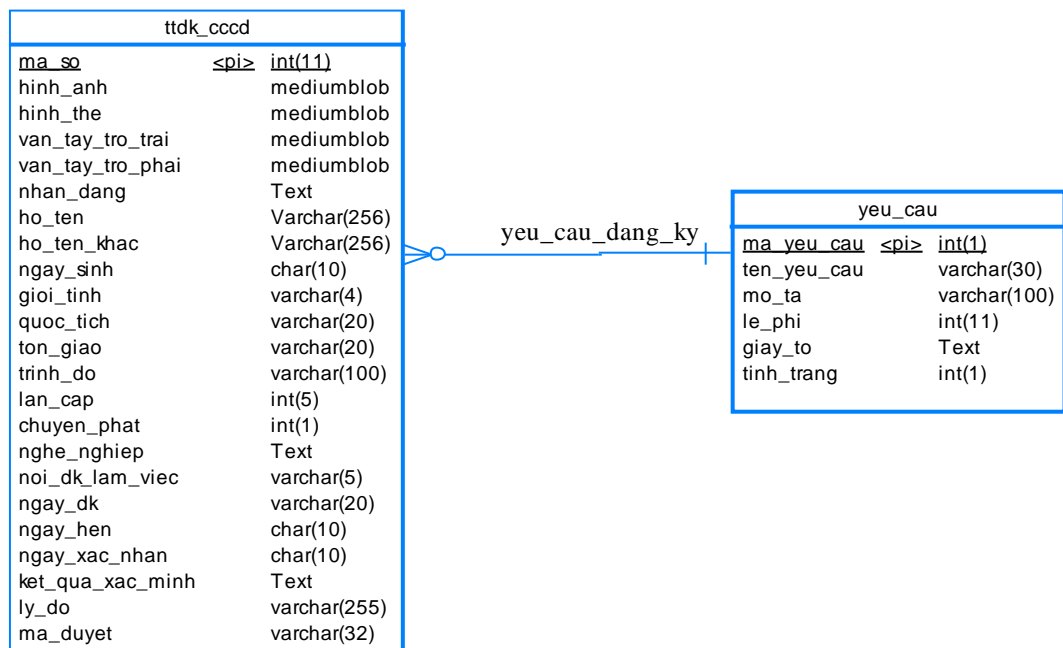 ttdk_cccd
ma_so <pi> int(11)
hinh_anh mediumblob
hinh_the mediumblob
van_tay_tro_trai mediumblob
van_tay_tro_phai mediumblob
nhan_dang Text
ho_ten Varchar(256)
ho_ten_khac Varchar(256)
ngay_sinh char(10)
gioi_tinh varchar(4)
quoc_tich varchar(20)
ton_giao varchar(20)
trinh_do varchar(100)
lan_cap int(5)
chuyen_phat int(1)
nghe_nghiep Text
noi_dk_lam_viec varchar(5)
ngay_dk varchar(20)
ngay_hen char(10)
ngay_xac_nhan char(10)
ket_qua_xac_minh Text
ly_do varchar(255)
ma_duyet varchar(32)
yeu_cau_dang_ky
yeu_cau
ma_yeu_cau <pi> int(1)
ten_yeu_cau varchar(30)
mo_ta varchar(100)
le_phi int(11)
giay_to Text
tinh_trang int(1)